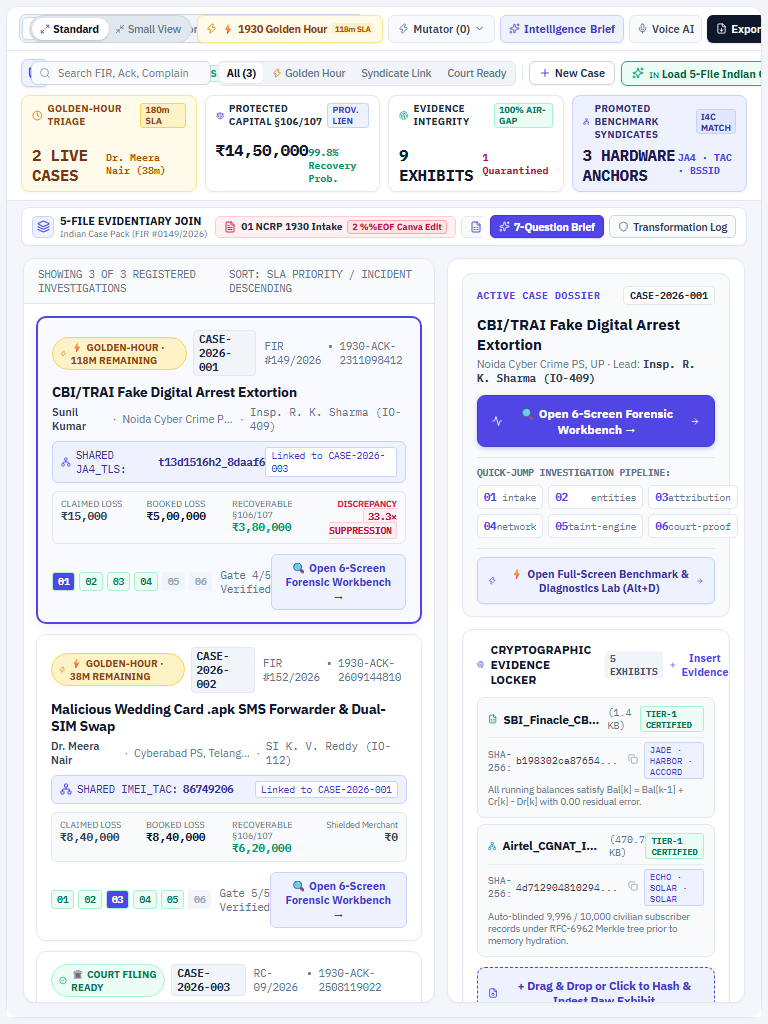 Standard
Small View
⚡ 1930 Golden Hour 118m SLA
Mutator (0)
Intelligence Brief
Voice AI
Expor
Search FIR, Ack, Complain
All (3)
Golden Hour
Syndicate Link
Court Ready
+ New Case
IN Load 5-File Indian C
GOLDEN-HOUR TRIAGE
180m SLA
2 LIVE CASES
Dr. Meera Nair (38m)
PROTECTED CAPITAL §106/107
PROV. LIEN
₹14,50,000
99.8% Recovery Prob.
EVIDENCE INTEGRITY
100% AIR-GAP
9 EXHIBITS
1 Quarantined
PROMOTED BENCHMARK SYNDICATES
I4C MATCH
3 HARDWARE ANCHORS
JA4 · TAC · BSSID
5-FILE EVIDENTIARY JOIN
Indian Case Pack (FIR #0149/2026)
01 NCRP 1930 Intake 2 %%EOF Canva Edit
7-Question Brief
Transformation Log
SHOWING 3 OF 3 REGISTERED INVESTIGATIONS
SORT: SLA PRIORITY / INCIDENT DESCENDING
⚡ GOLDEN-HOUR · 118M REMAINING
CASE-2026-001
FIR #149/2026
• 1930-ACK-2311098412
CBI/TRAI Fake Digital Arrest Extortion
Sunil Kumar · Noida Cyber Crime P... · Insp. R. K. Sharma (IO-409)
SHARED JA4_TLS: t13d1516h2_8daaf6
Linked to CASE-2026-003
CLAIMED LOSS ₹15,000
BOOKED LOSS ₹5,00,000
RECOVERABLE §106/107 ₹3,80,000
DISCREPANCY 33.3× SUPPRESSION
01 02 03 04 05 06
Gate 4/5 Verified
🔍 Open 6-Screen Forensic Workbench →
⚡ GOLDEN-HOUR · 38M REMAINING
CASE-2026-002
FIR #152/2026
• 1930-ACK-2609144810
Malicious Wedding Card .apk SMS Forwarder & Dual-SIM Swap
Dr. Meera Nair · Cyberabad PS, Telang... · SI K. V. Reddy (IO-112)
SHARED IMEI_TAC: 86749206
Linked to CASE-2026-001
CLAIMED LOSS ₹8,40,000
BOOKED LOSS ₹8,40,000
RECOVERABLE §106/107 ₹6,20,000
Shielded Merchant ₹0
01 02 03 04 05 06
Gate 5/5 Verified
🔍 Open 6-Screen Forensic Workbench →
🏛 COURT FILING READY
CASE-2026-003
RC-09/2026
• 1930-ACK-2508119022
ACTIVE CASE DOSSIER
CASE-2026-001
CBI/TRAI Fake Digital Arrest Extortion
Noida Cyber Crime PS, UP · Lead: Insp. R. K. Sharma (IO-409)
🔍 Open 6-Screen Forensic Workbench →
QUICK-JUMP INVESTIGATION PIPELINE:
01 intake
02 entities
03 attribution
04 network
05 taint-engine
06 court-proof
⚡ Open Full-Screen Benchmark & Diagnostics Lab (Alt+D)
CRYPTOGRAPHIC EVIDENCE LOCKER
5 EXHIBITS
+ Insert Evidence
SBI_Finacle_CB... (1.4 KB)
TIER-1 CERTIFIED
SHA-256: b198302ca87654...
JADE · HARBOR · ACCORD
All running balances satisfy Bal[k] = Bal[k-1] + Cr[k] - Dr[k] with 0.00 residual error.
Airtel_CGNAT_I... (470.7 KB)
TIER-1 CERTIFIED
SHA-256: 4d712904810294...
ECHO · SOLAR · SOLAR
Auto-blinded 9,996 / 10,000 civilian subscriber records under RFC-6962 Merkle tree prior to memory hydration.
+ Drag & Drop or Click to Hash & Ingest Raw Exhibit